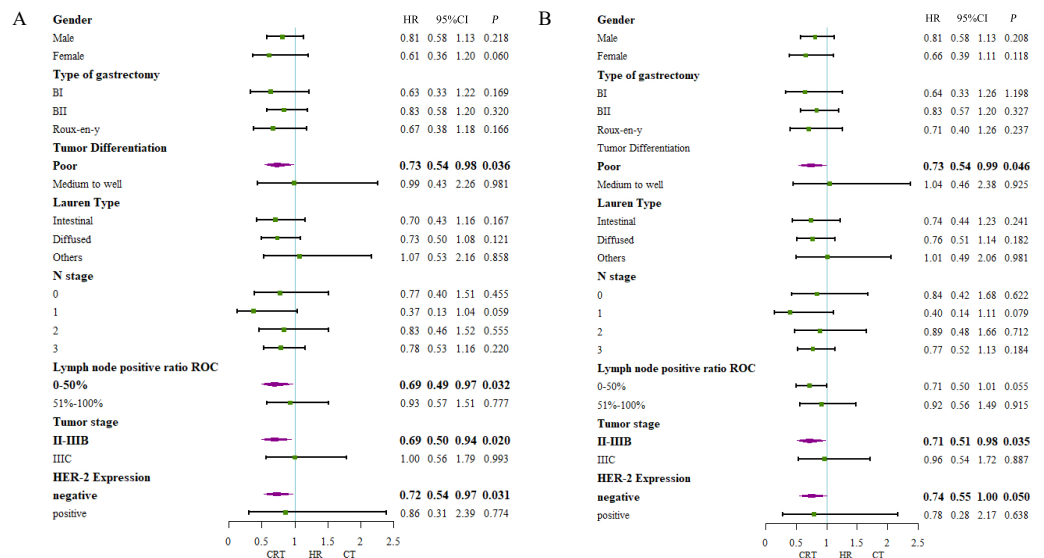 A
Gender HR 95%CI P
Male 0.81 0.58 1.13 0.218
Female 0.61 0.36 1.20 0.060
Type of gastrectomy
BI 0.63 0.33 1.22 0.169
BII 0.83 0.58 1.20 0.320
Roux-en-y 0.67 0.38 1.18 0.166
Tumor Differentiation
Poor 0.73 0.54 0.98 0.036
Medium to well 0.99 0.43 2.26 0.981
Lauren Type
Intestinal 0.70 0.43 1.16 0.167
Diffused 0.73 0.50 1.08 0.121
Others 1.07 0.53 2.16 0.858
N stage
0 0.77 0.40 1.51 0.455
1 0.37 0.13 1.04 0.059
2 0.83 0.46 1.52 0.555
3 0.78 0.53 1.16 0.220
Lymph node positive ratio ROC
0-50% 0.69 0.49 0.97 0.032
51%-100% 0.93 0.57 1.51 0.777
Tumor stage
II-IIIB 0.69 0.50 0.94 0.020
IIIC 1.00 0.56 1.79 0.993
HER-2 Expression
negative 0.72 0.54 0.97 0.031
positive 0.86 0.31 2.39 0.774
0 0.5 1 1.5 2 2.5
CRT HR CT
B
Gender HR 95%CI P
Male 0.81 0.58 1.13 0.208
Female 0.66 0.39 1.11 0.118
Type of gastrectomy
BI 0.64 0.33 1.26 1.198
BII 0.83 0.57 1.20 0.327
Roux-en-y 0.71 0.40 1.26 0.237
Tumor Differentiation
Poor 0.73 0.54 0.99 0.046
Medium to well 1.04 0.46 2.38 0.925
Lauren Type
Intestinal 0.74 0.44 1.23 0.241
Diffused 0.76 0.51 1.14 0.182
Others 1.01 0.49 2.06 0.981
N stage
0 0.84 0.42 1.68 0.622
1 0.40 0.14 1.11 0.079
2 0.89 0.48 1.66 0.712
3 0.77 0.52 1.13 0.184
Lymph node positive ratio ROC
0-50% 0.71 0.50 1.01 0.055
51%-100% 0.92 0.56 1.49 0.915
Tumor stage
II-IIIB 0.71 0.51 0.98 0.035
IIIC 0.96 0.54 1.72 0.887
HER-2 Expression
negative 0.74 0.55 1.00 0.050
positive 0.78 0.28 2.17 0.638
0 0.5 1 1.5 2 2.5
CRT HR CT